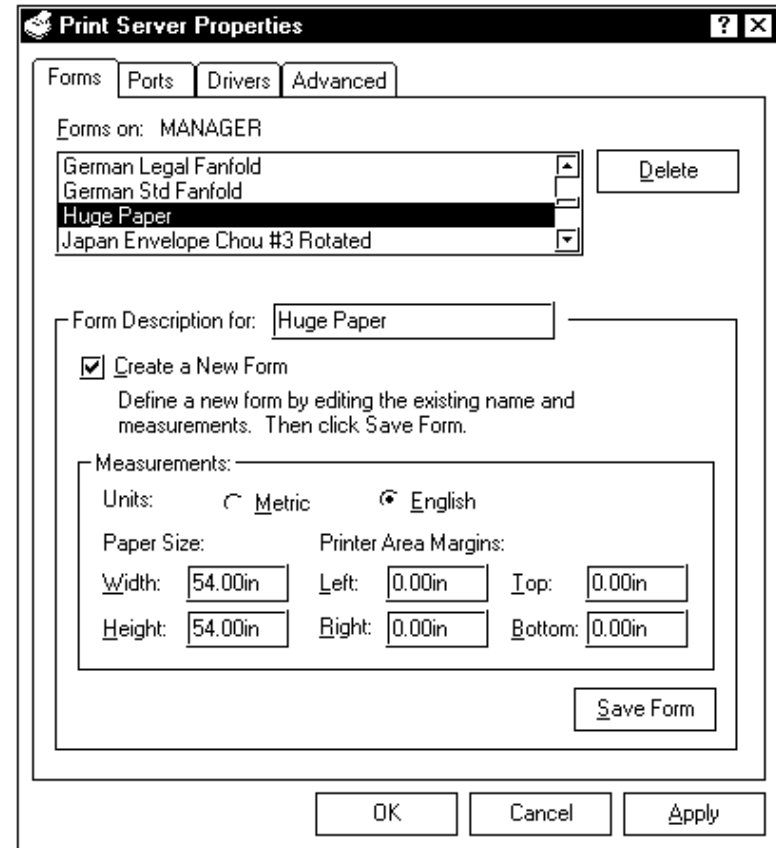 Print Server Properties
Forms Ports Drivers Advanced
Forms on: MANAGER
German Legal Fanfold
German Std Fanfold
Huge Paper
Japan Envelope Chou #3 Rotated
Delete
Form Description for: Huge Paper
Create a New Form
Define a new form by editing the existing name and
measurements. Then click Save Form.
Measurements:
Units: Metric English
Paper Size: Printer Area Margins:
Width: 54.00in Left: 0.00in Top: 0.00in
Height: 54.00in Right: 0.00in Bottom: 0.00in
Save Form
OK Cancel Apply